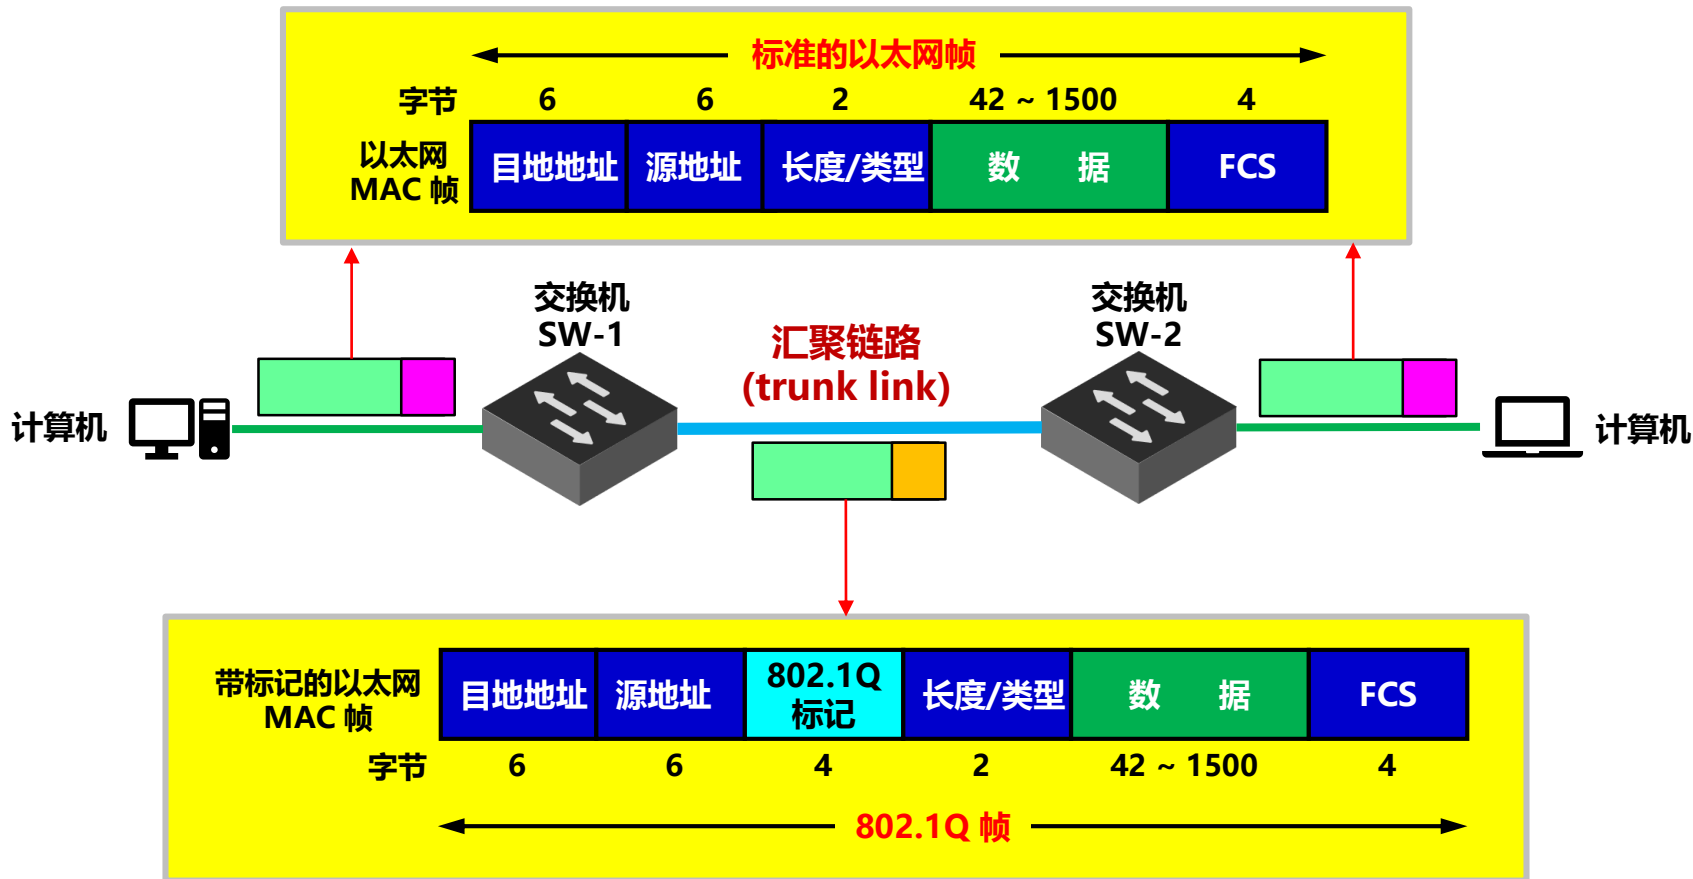 标准的以太网帧
字节 6 6 2 42 ~ 1500 4
以太网
MAC 帧
目地地址 源地址 长度/类型 数 据 FCS
交换机
SW-1
汇聚链路
(trunk link)
交换机
SW-2
计算机
计算机
带标记的以太网
MAC 帧
目地地址 源地址 802.1Q
标记 长度/类型 数 据 FCS
字节 6 6 4 2 42 ~ 1500 4
802.1Q 帧